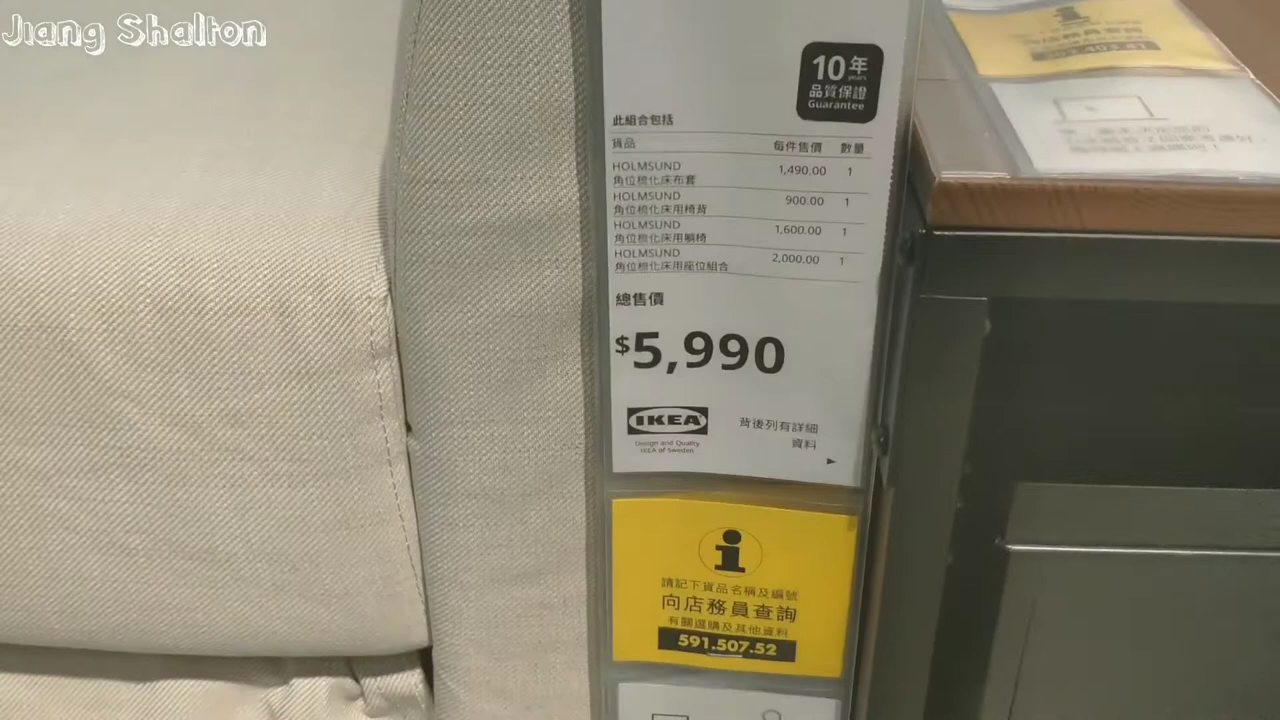 Jiang Shalton
10年
years
品質保證
Guarantee
此組合包括
貨品 每件售價 數量
HOLMSUND 1,490.00 1
角位梳化床布套
HOLMSUND 900.00 1
角位梳化床用椅背
HOLMSUND 1,600.00 1
角位梳化床用躺椅
HOLMSUND 2,000.00 1
角位梳化床用座位組合
總售價
$5,990
IKEA
Design and Quality
IKEA of Sweden
背後列有詳細
資料
請記下貨品名稱及編號
向店務員查詢
有關選購及其他資料
591.507.52
向店務員查詢